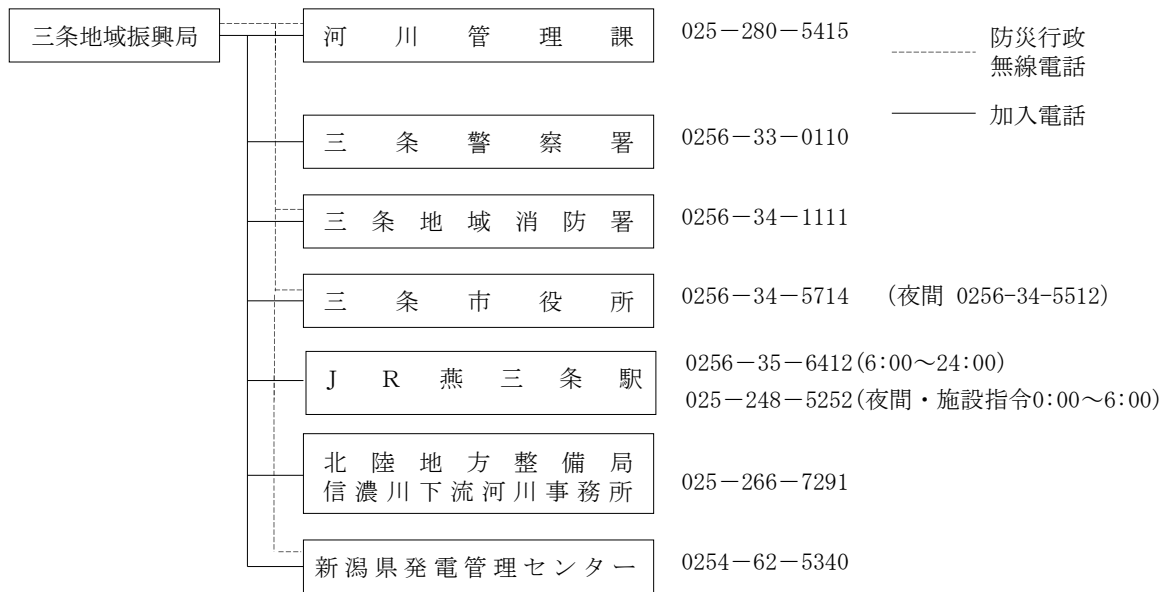 三条地域振興局
河川管理課 025-280-5415
防災行政
無線電話
加入電話
三条警察署 0256-33-0110
三条地域消防署 0256-34-1111
三条市役所 0256-34-5714 (夜間 0256-34-5512)
JR燕三条駅
0256-35-6412(6:00~24:00)
025-248-5252(夜間・施設指令0:00~6:00)
北陸地方整備局
信濃川下流河川事務所
025-266-7291
新潟県発電管理センター 0254-62-5340